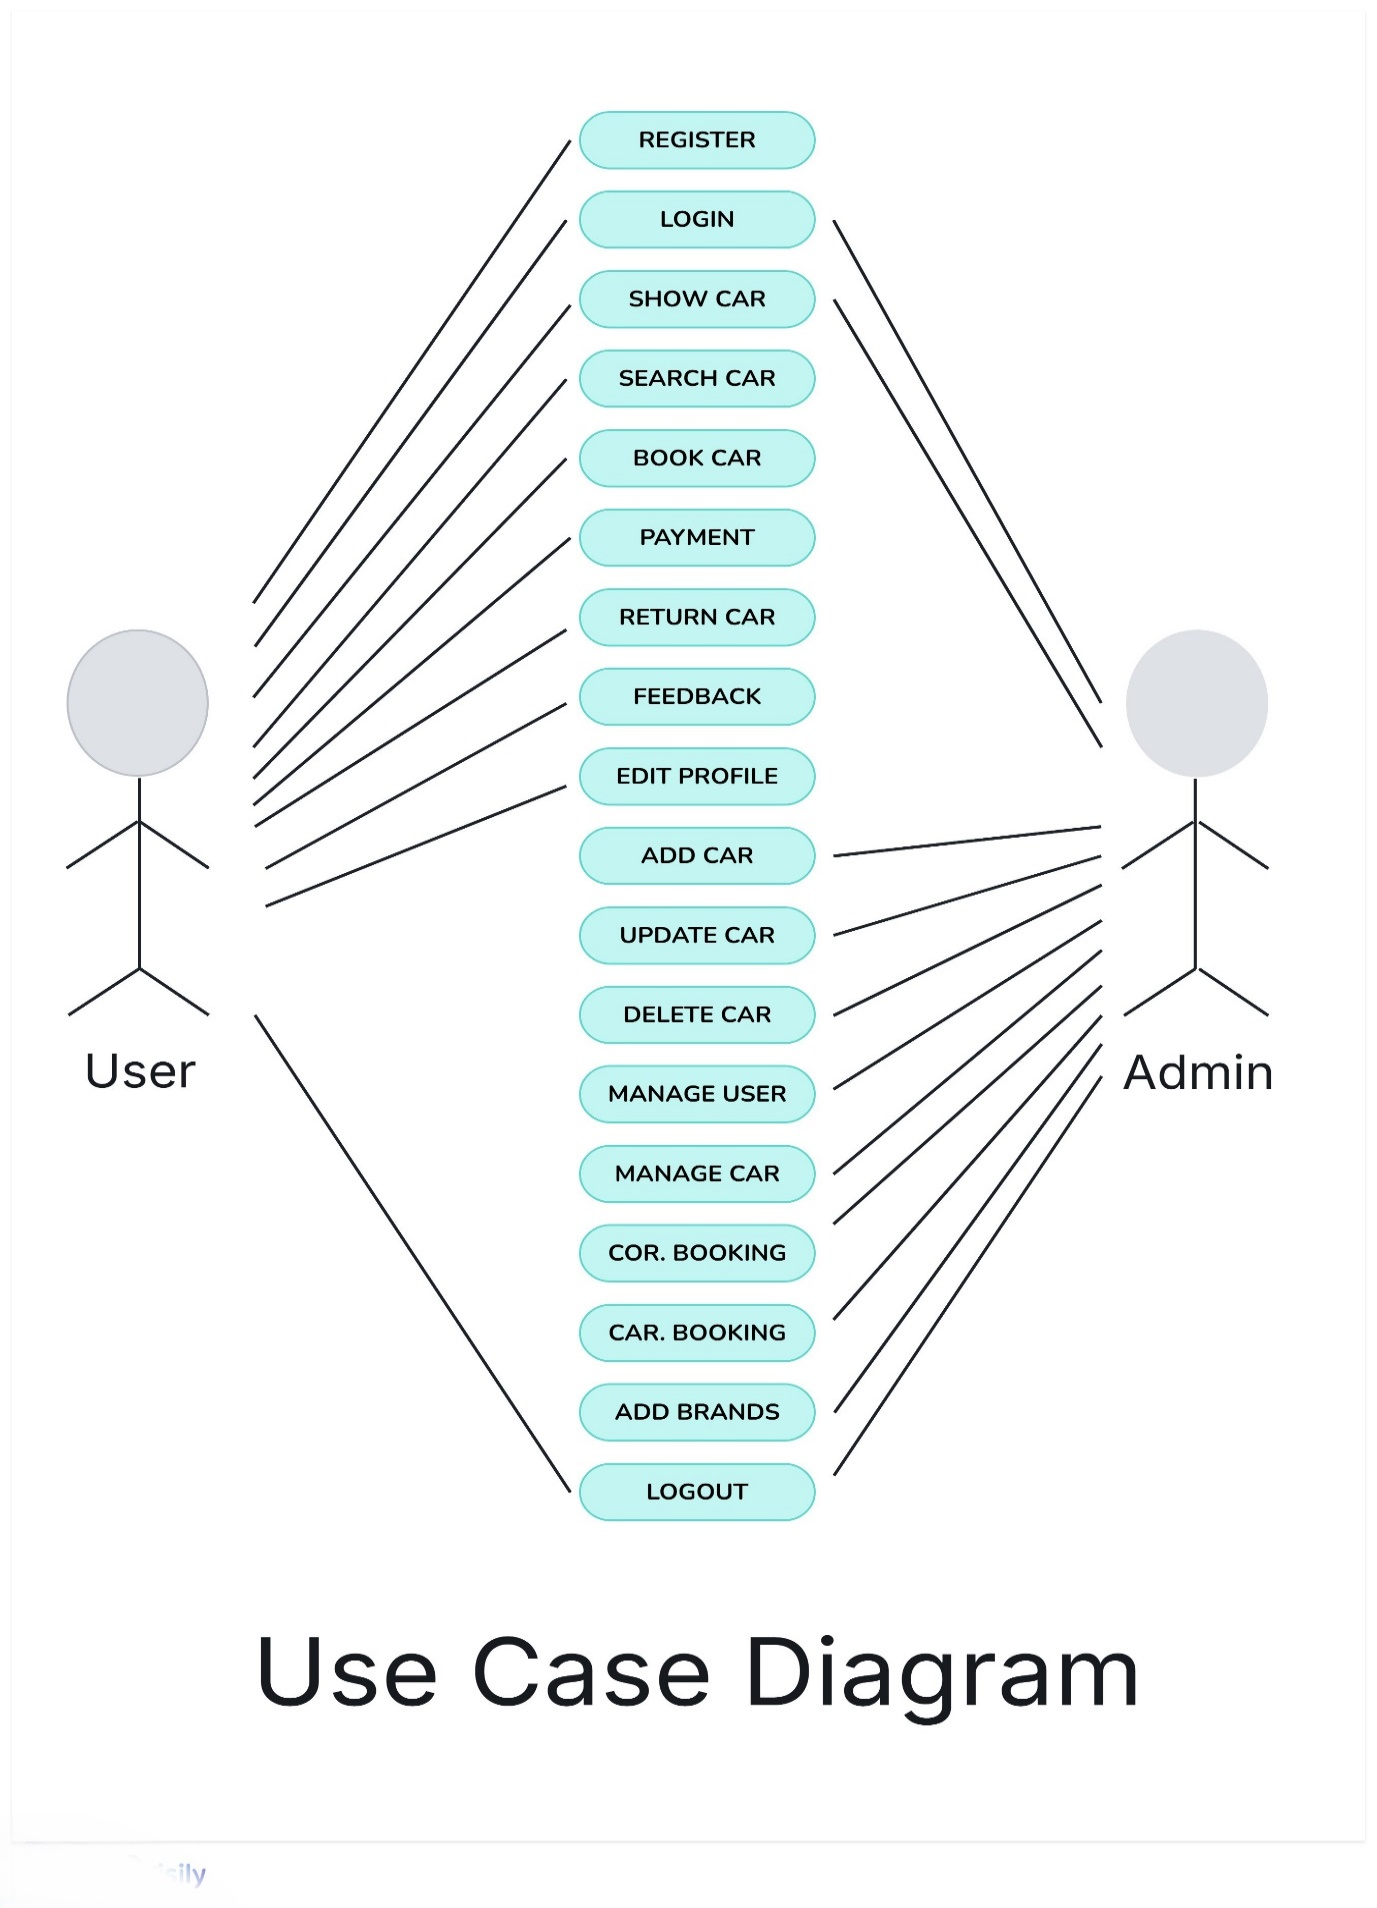 REGISTER
LOGIN
SHOW CAR
SEARCH CAR
BOOK CAR
PAYMENT
RETURN CAR
FEEDBACK
EDIT PROFILE
ADD CAR
UPDATE CAR
DELETE CAR
MANAGE USER
MANAGE CAR
COR. BOOKING
CAR. BOOKING
ADD BRANDS
LOGOUT
User
Admin
Use Case Diagram